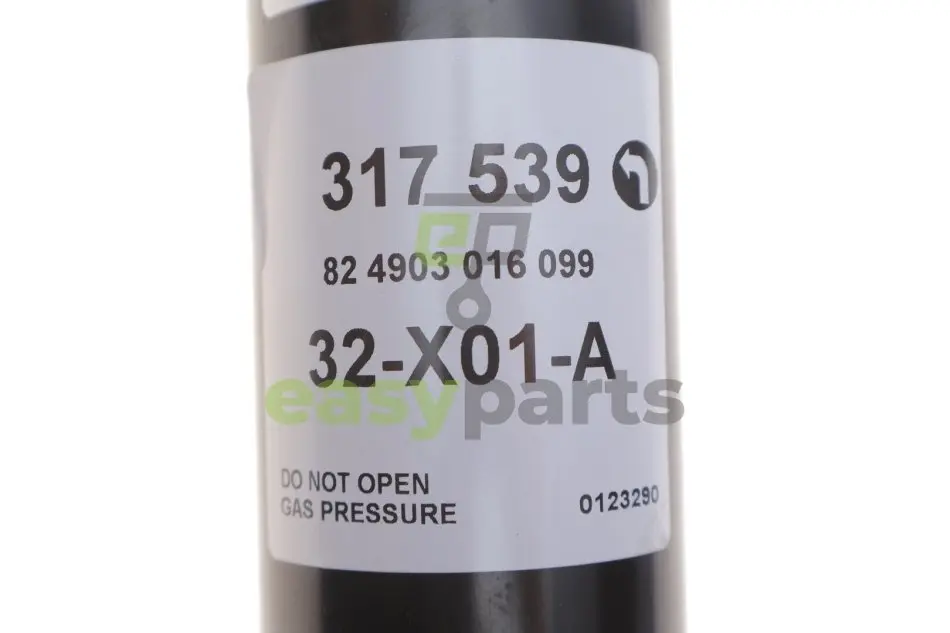 317 539
82 4903 016 099
32-X01-A
easyparts
DO NOT OPEN
GAS PRESSURE
0123290